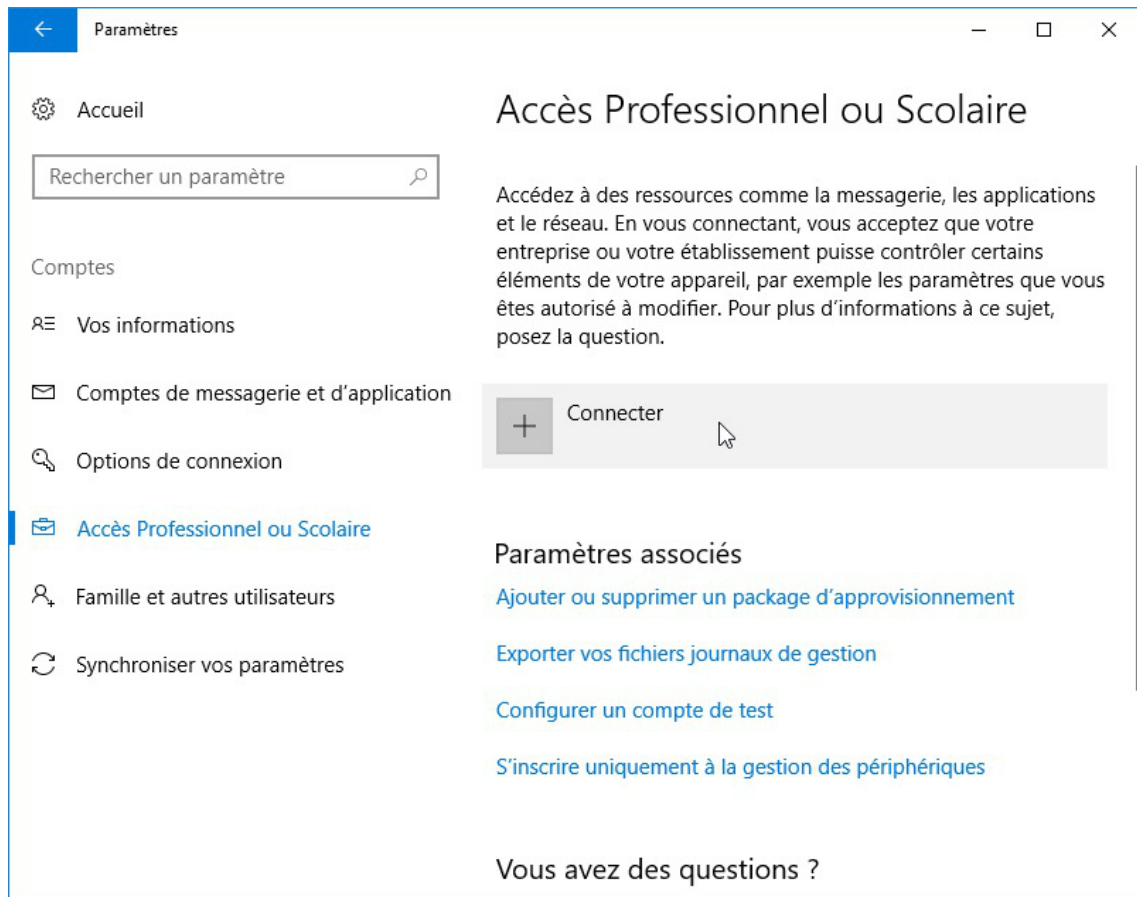 Paramètres
Accueil
Rechercher un paramètre
Comptes
Vos informations
Comptes de messagerie et d’application
Options de connexion
Accès Professionnel ou Scolaire
Famille et autres utilisateurs
Synchroniser vos paramètres
Accès Professionnel ou Scolaire
Accédez à des ressources comme la messagerie, les applications
et le réseau. En vous connectant, vous acceptez que votre
entreprise ou votre établissement puisse contrôler certains
éléments de votre appareil, par exemple les paramètres que vous
êtes autorisé à modifier. Pour plus d’informations à ce sujet,
posez la question.
Connecter
Paramètres associés
Ajouter ou supprimer un package d’approvisionnement
Exporter vos fichiers journaux de gestion
Configurer un compte de test
S’inscrire uniquement à la gestion des périphériques
Vous avez des questions ?